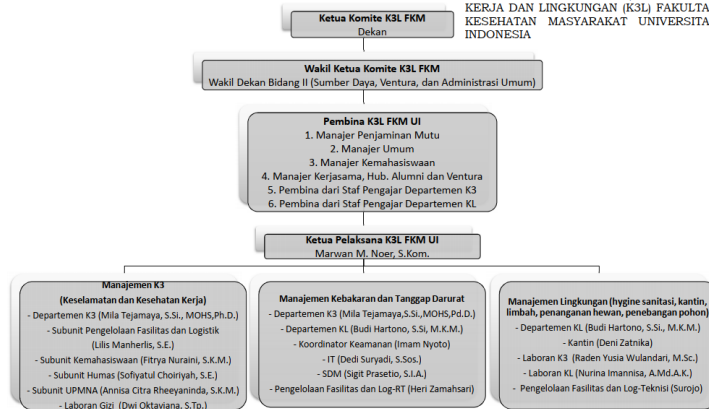 KERJA DAN LINGKUNGAN (K3L) FAKULTA
KESEHATAN MASYARAKAT UNIVERSITA
INDONESIA
Ketua Komite K3L FKM
Dekan
Wakil Ketua Komite K3L FKM
Wakil Dekan Bidang II (Sumber Daya, Ventura, dan Administrasi Umum)
Pembina K3L FKM UI
1. Manajer Penjaminan Mutu
2. Manajer Umum
3. Manajer Kemahasiswaan
4. Manajer Kerjasama, Hub. Alumni dan Ventura
5. Pembina dari Staf Pengajar Departemen K3
6. Pembina dari Staf Pengajar Departemen KL
Ketua Pelaksana K3L FKM UI
Marwan M. Noer, S.Kom.
Manajemen K3
(Keselamatan dan Kesehatan Kerja)
- Departemen K3 (Mila Tejamaya, S.Si., MOHS,Ph.D.)
- Subunit Pengelolaan Fasilitas dan Logistik
(Lilis Manherlis, S.E.)
- Subunit Kemahasiswaan (Fitrya Nuraini, S.K.M.)
- Subunit Humas (Sofiyatul Choiriyah, S.E.)
- Subunit UPMNA (Annisa Citra Rheeyaninda, S.K.M.)
- Laboran Gizi (Dwi Oktaviana, S.Tp.)
Manajemen Kebakaran dan Tanggap Darurat
- Departemen K3 (Mila Tejamaya,S.Si.,MOHS,Pd.D.)
- Departemen KL (Budi Hartono, S.Si, M.K.M.)
- Koordinator Keamanan (Imam Nyoto)
- IT (Dedi Suryadi, S.Sos.)
- SDM (Sigit Prasetio, S.I.A.)
- Pengelolaan Fasilitas dan Log-RT (Heri Zamahsari)
Manajemen Lingkungan (hygine sanitasi, kantin,
limbah, penanganan hewan, penebangan pohon)
- Departemen KL (Budi Hartono, S.Si., M.K.M.)
- Kantin (Deni Zatnika)
- Laboran K3 (Raden Yusia Wulandari, M.Sc.)
- Laboran KL (Nurina Imannisa, A.Md.A.K.)
- Pengelolaan Fasilitas dan Log-Teknisi (Surojo)